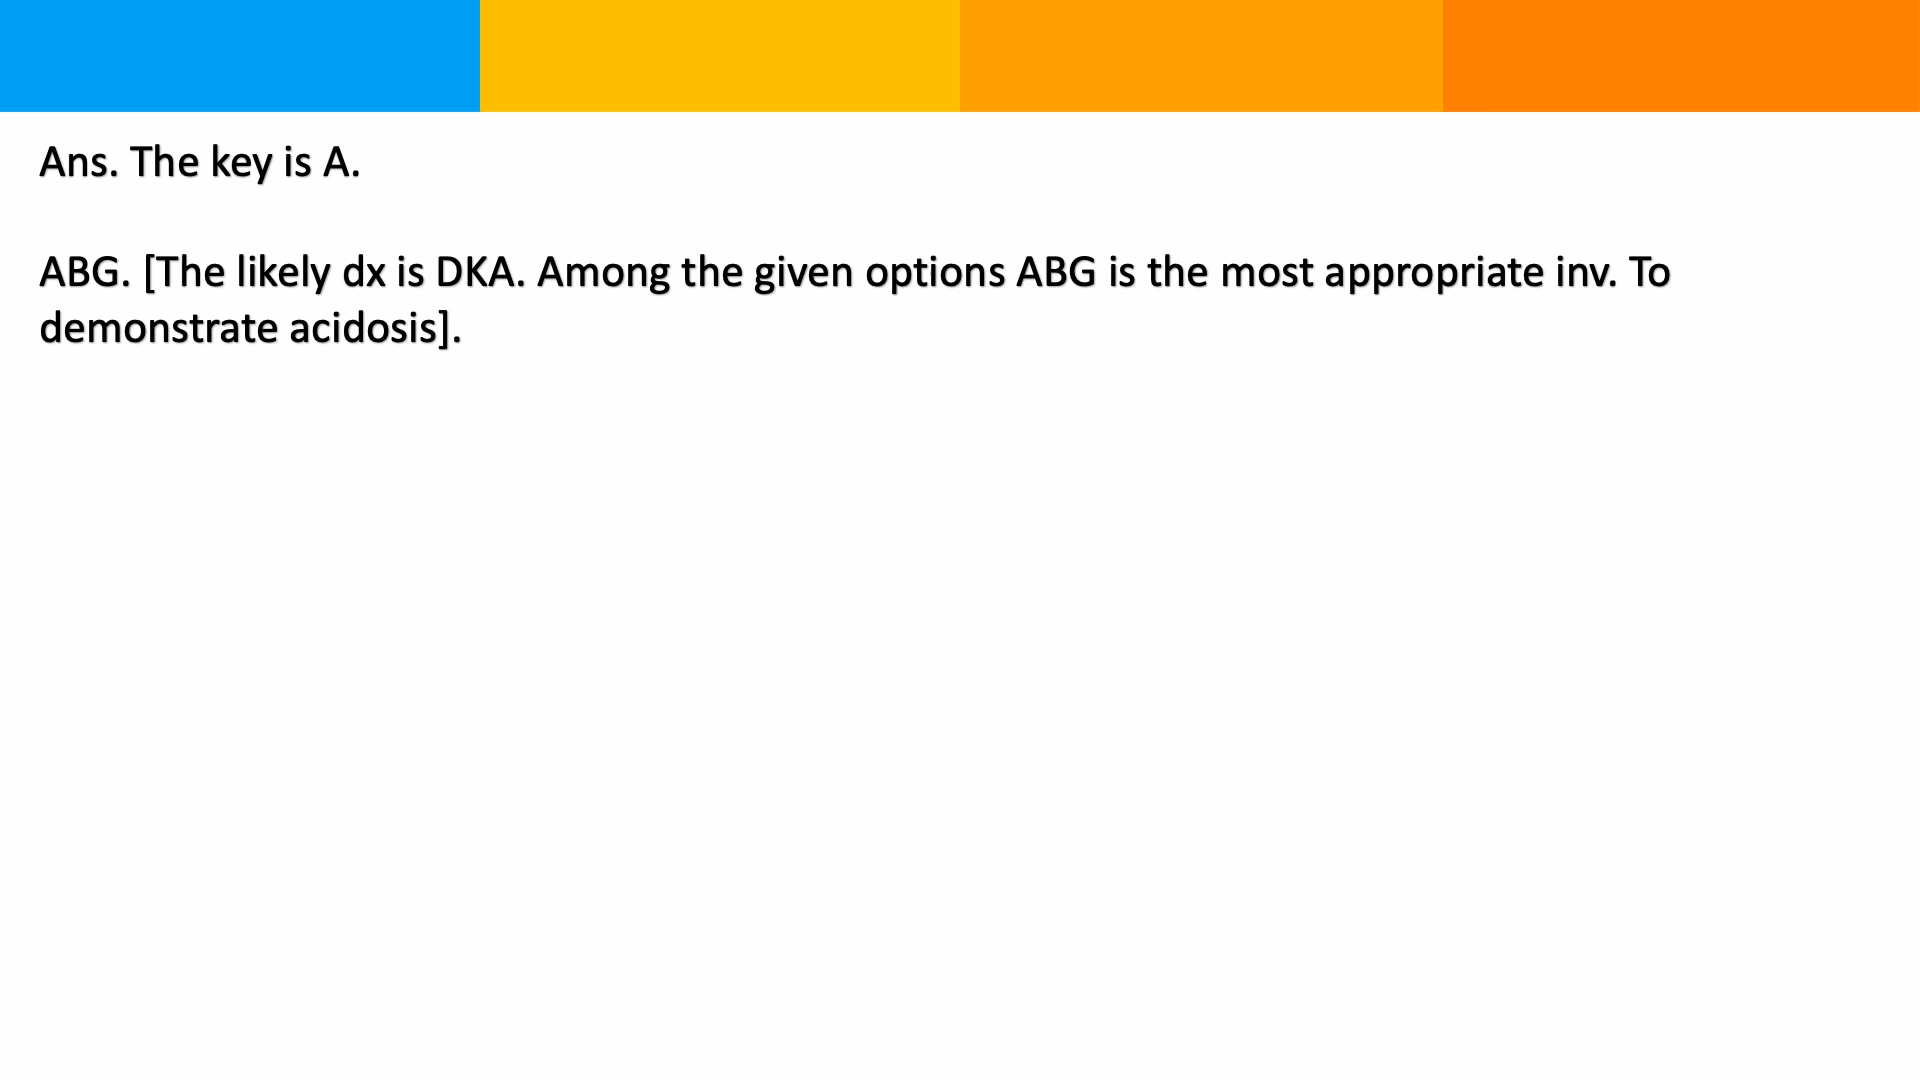 Ans. The key is A.
ABG. [The likely dx is DKA. Among the given options ABG is the most appropriate inv. To
demonstrate acidosis].